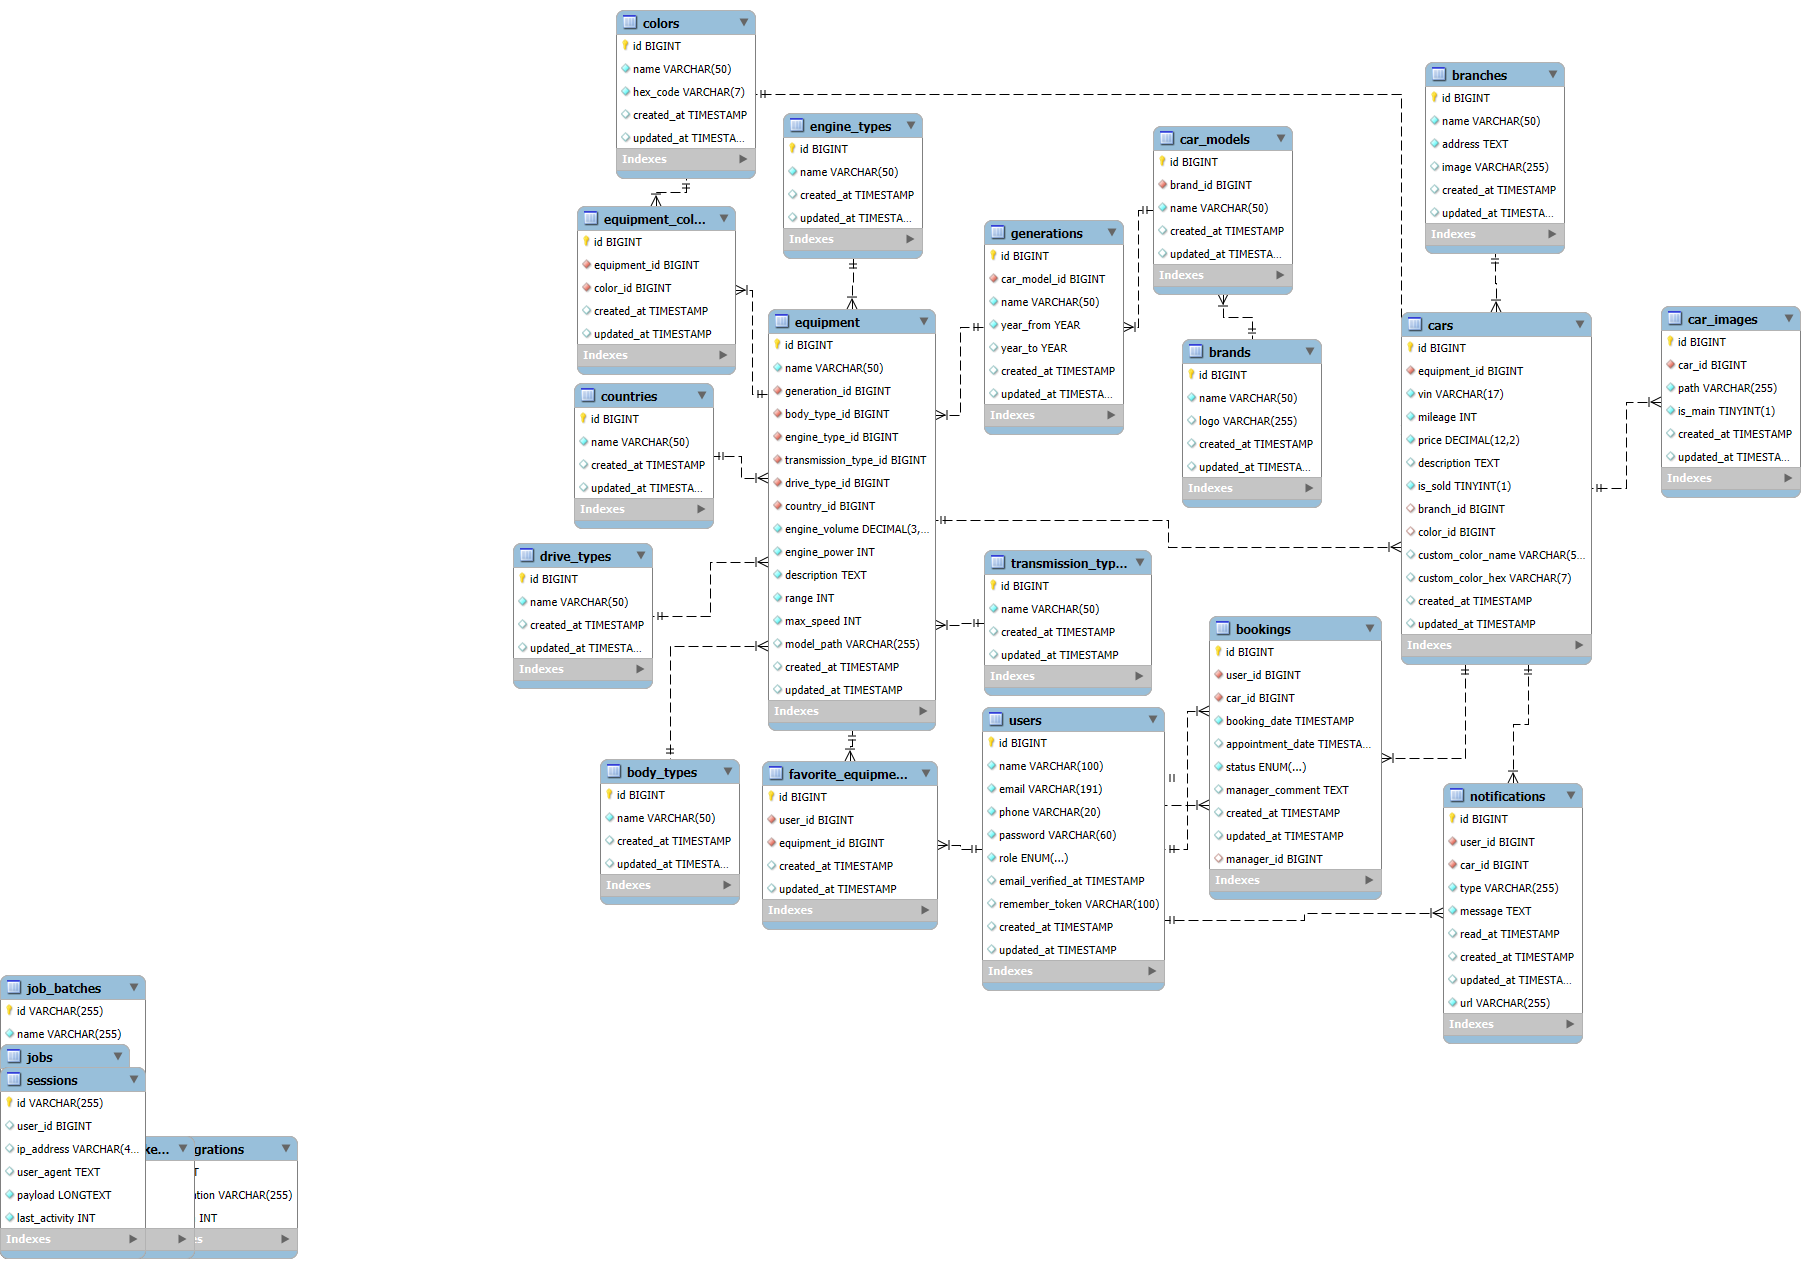 colors
id BIGINT
name VARCHAR(50)
hex_code VARCHAR(7)
created_at TIMESTAMP
updated_at TIMESTA...
Indexes
branches
id BIGINT
name VARCHAR(50)
address TEXT
image VARCHAR(255)
created_at TIMESTAMP
updated_at TIMESTA...
Indexes
engine_types
id BIGINT
name VARCHAR(50)
created_at TIMESTAMP
updated_at TIMESTA...
Indexes
car_models
id BIGINT
brand_id BIGINT
name VARCHAR(50)
created_at TIMESTAMP
updated_at TIMESTA...
Indexes
equipment_col...
id BIGINT
equipment_id BIGINT
color_id BIGINT
created_at TIMESTAMP
updated_at TIMESTAMP
Indexes
generations
id BIGINT
car_model_id BIGINT
name VARCHAR(50)
year_from YEAR
year_to YEAR
created_at TIMESTAMP
updated_at TIMESTA...
Indexes
equipment
id BIGINT
name VARCHAR(50)
generation_id BIGINT
body_type_id BIGINT
engine_type_id BIGINT
transmission_type_id BIGINT
drive_type_id BIGINT
country_id BIGINT
engine_volume DECIMAL(3,...
engine_power INT
description TEXT
range INT
max_speed INT
model_path VARCHAR(255)
created_at TIMESTAMP
updated_at TIMESTAMP
Indexes
cars
id BIGINT
equipment_id BIGINT
vin VARCHAR(17)
mileage INT
price DECIMAL(12,2)
description TEXT
is_sold TINYINT(1)
branch_id BIGINT
color_id BIGINT
custom_color_name VARCHAR(5...
custom_color_hex VARCHAR(7)
created_at TIMESTAMP
updated_at TIMESTAMP
Indexes
car_images
id BIGINT
car_id BIGINT
path VARCHAR(255)
is_main TINYINT(1)
created_at TIMESTAMP
updated_at TIMESTA...
Indexes
brands
id BIGINT
name VARCHAR(50)
logo VARCHAR(255)
created_at TIMESTAMP
updated_at TIMESTA...
Indexes
countries
id BIGINT
name VARCHAR(50)
created_at TIMESTAMP
updated_at TIMESTA...
Indexes
drive_types
id BIGINT
name VARCHAR(50)
created_at TIMESTAMP
updated_at TIMESTA...
Indexes
transmission_typ...
id BIGINT
name VARCHAR(50)
created_at TIMESTAMP
updated_at TIMESTAMP
Indexes
bookings
id BIGINT
user_id BIGINT
car_id BIGINT
booking_date TIMESTAMP
appointment_date TIMESTA...
status ENUM(...)
manager_comment TEXT
created_at TIMESTAMP
updated_at TIMESTAMP
manager_id BIGINT
Indexes
users
id BIGINT
name VARCHAR(100)
email VARCHAR(191)
phone VARCHAR(20)
password VARCHAR(60)
role ENUM(...)
email_verified_at TIMESTAMP
remember_token VARCHAR(100)
created_at TIMESTAMP
updated_at TIMESTAMP
Indexes
body_types
id BIGINT
name VARCHAR(50)
created_at TIMESTAMP
updated_at TIMESTA...
Indexes
favorite_equipme...
id BIGINT
user_id BIGINT
equipment_id BIGINT
created_at TIMESTAMP
updated_at TIMESTAMP
Indexes
notifications
id BIGINT
user_id BIGINT
car_id BIGINT
type VARCHAR(255)
message TEXT
read_at TIMESTAMP
created_at TIMESTAMP
updated_at TIMESTA...
url VARCHAR(255)
Indexes
job_batches
id VARCHAR(255)
name VARCHAR(255)
jobs
sessions
id VARCHAR(255)
user_id BIGINT
ip_address VARCHAR(4...
user_agent TEXT
payload LONGTEXT
last_activity INT
Indexes
ke...
grations
VARCHAR(255)
INT